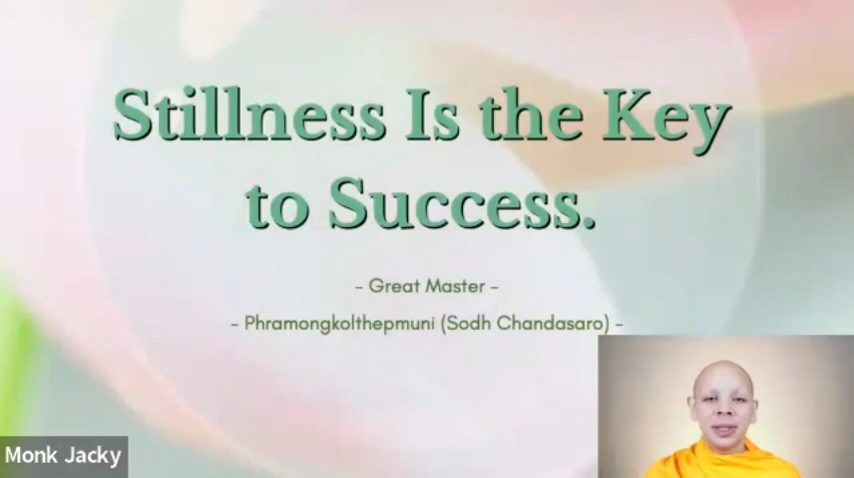 Stillness Is the Key
to Success.
- Great Master -
- Phramongkolthepmuni (Sodh Chandasaro) -
Monk Jacky